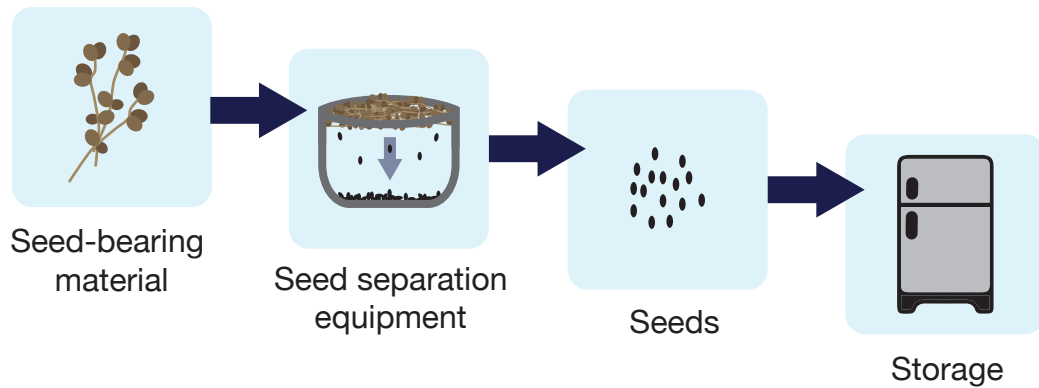 Seed-bearing
material
Seed separation
equipment
Seeds
Storage